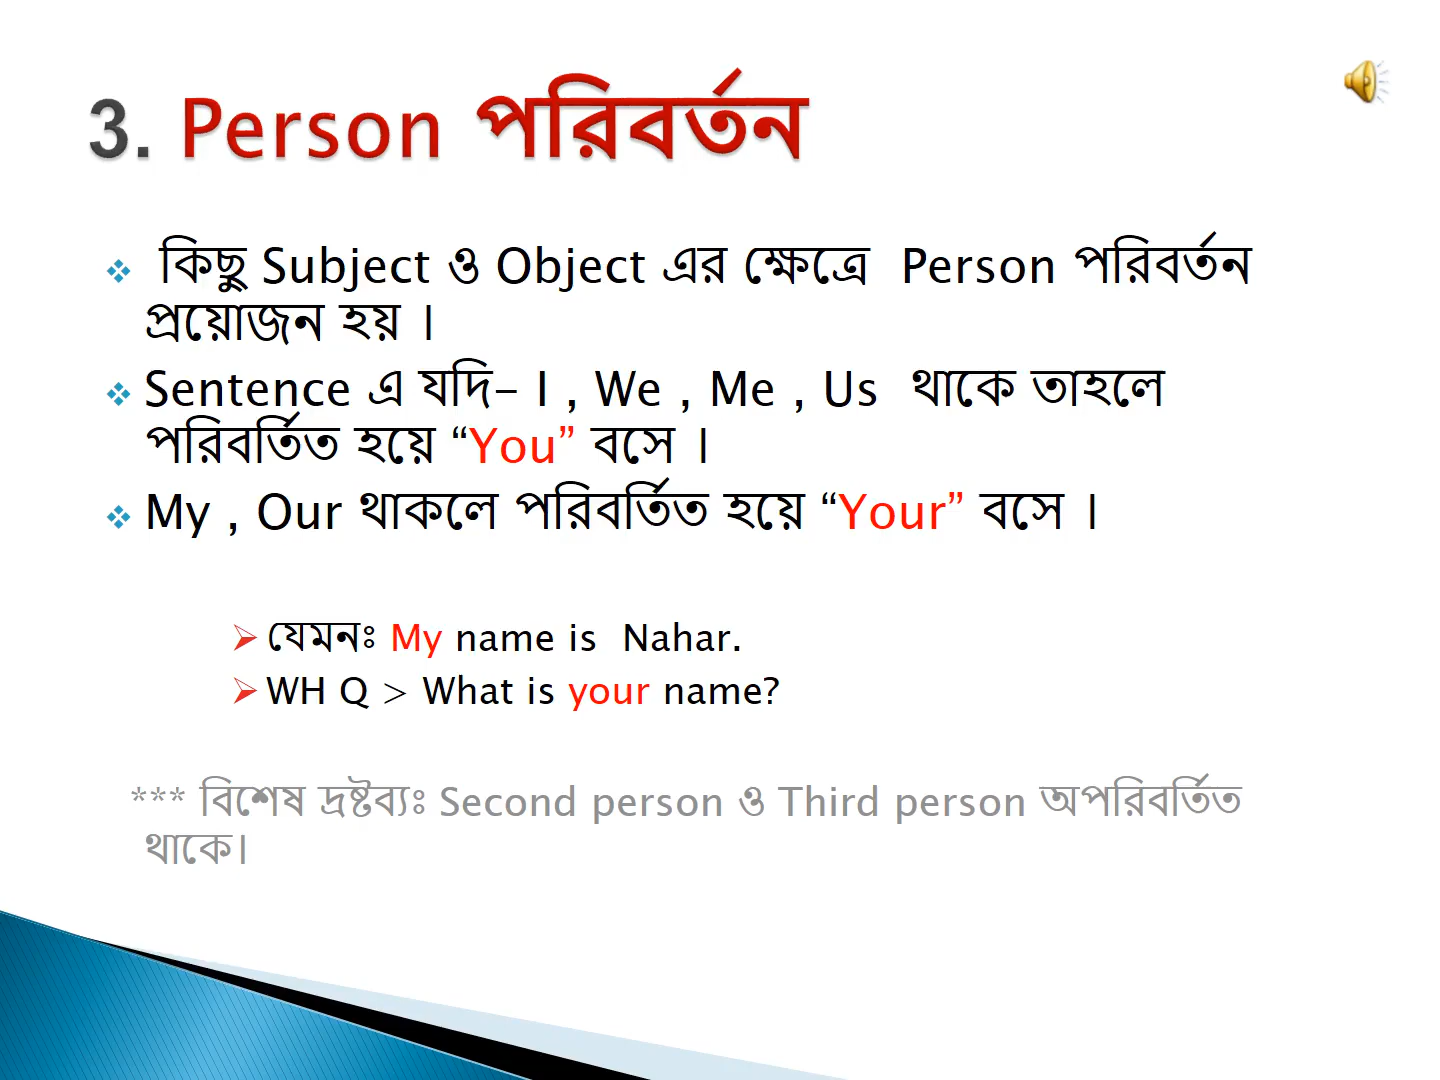 3. Person পরিবর্তন
কিছু Subject ও Object এর ক্ষেত্রে Person পরিবর্তন
প্রয়োজন হয় ।
Sentence এ যদি- I , We , Me , Us থাকে তাহলে
পরিবর্তিত হয়ে “You” বসে ।
My , Our থাকলে পরিবর্তিত হয়ে “Your” বসে ।
যেমনঃ My name is Nahar.
WH Q > What is your name?
*** বিশেষ দ্রষ্টব্যঃ Second person ও Third person অপরিবর্তিত
থাকে।